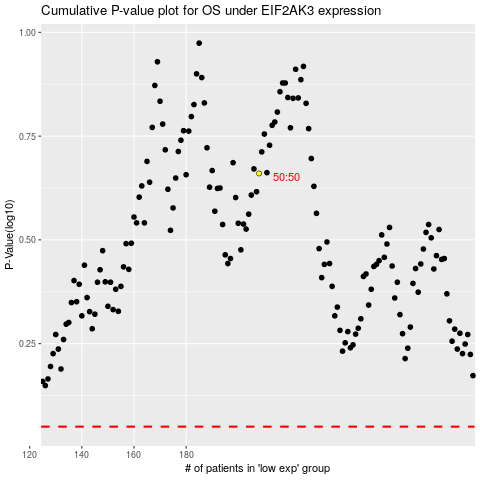 Cumulative P-value plot for OS under EIF2AK3 expression
P-Value(log10)
1.00
0.75
0.50
0.25
50:50
120 140 160 180
# of patients in 'low exp' group